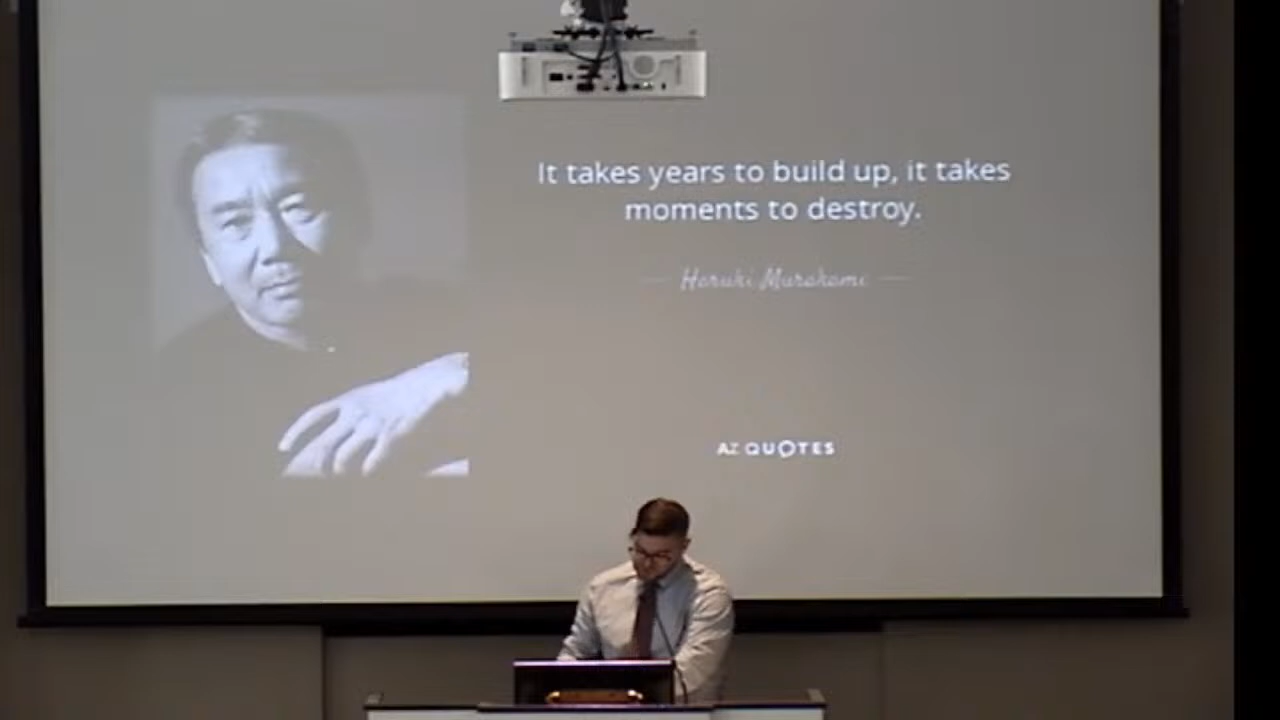 It takes years to build up, it takes
moments to destroy.
Haruki Murakami
AZ QUOTES